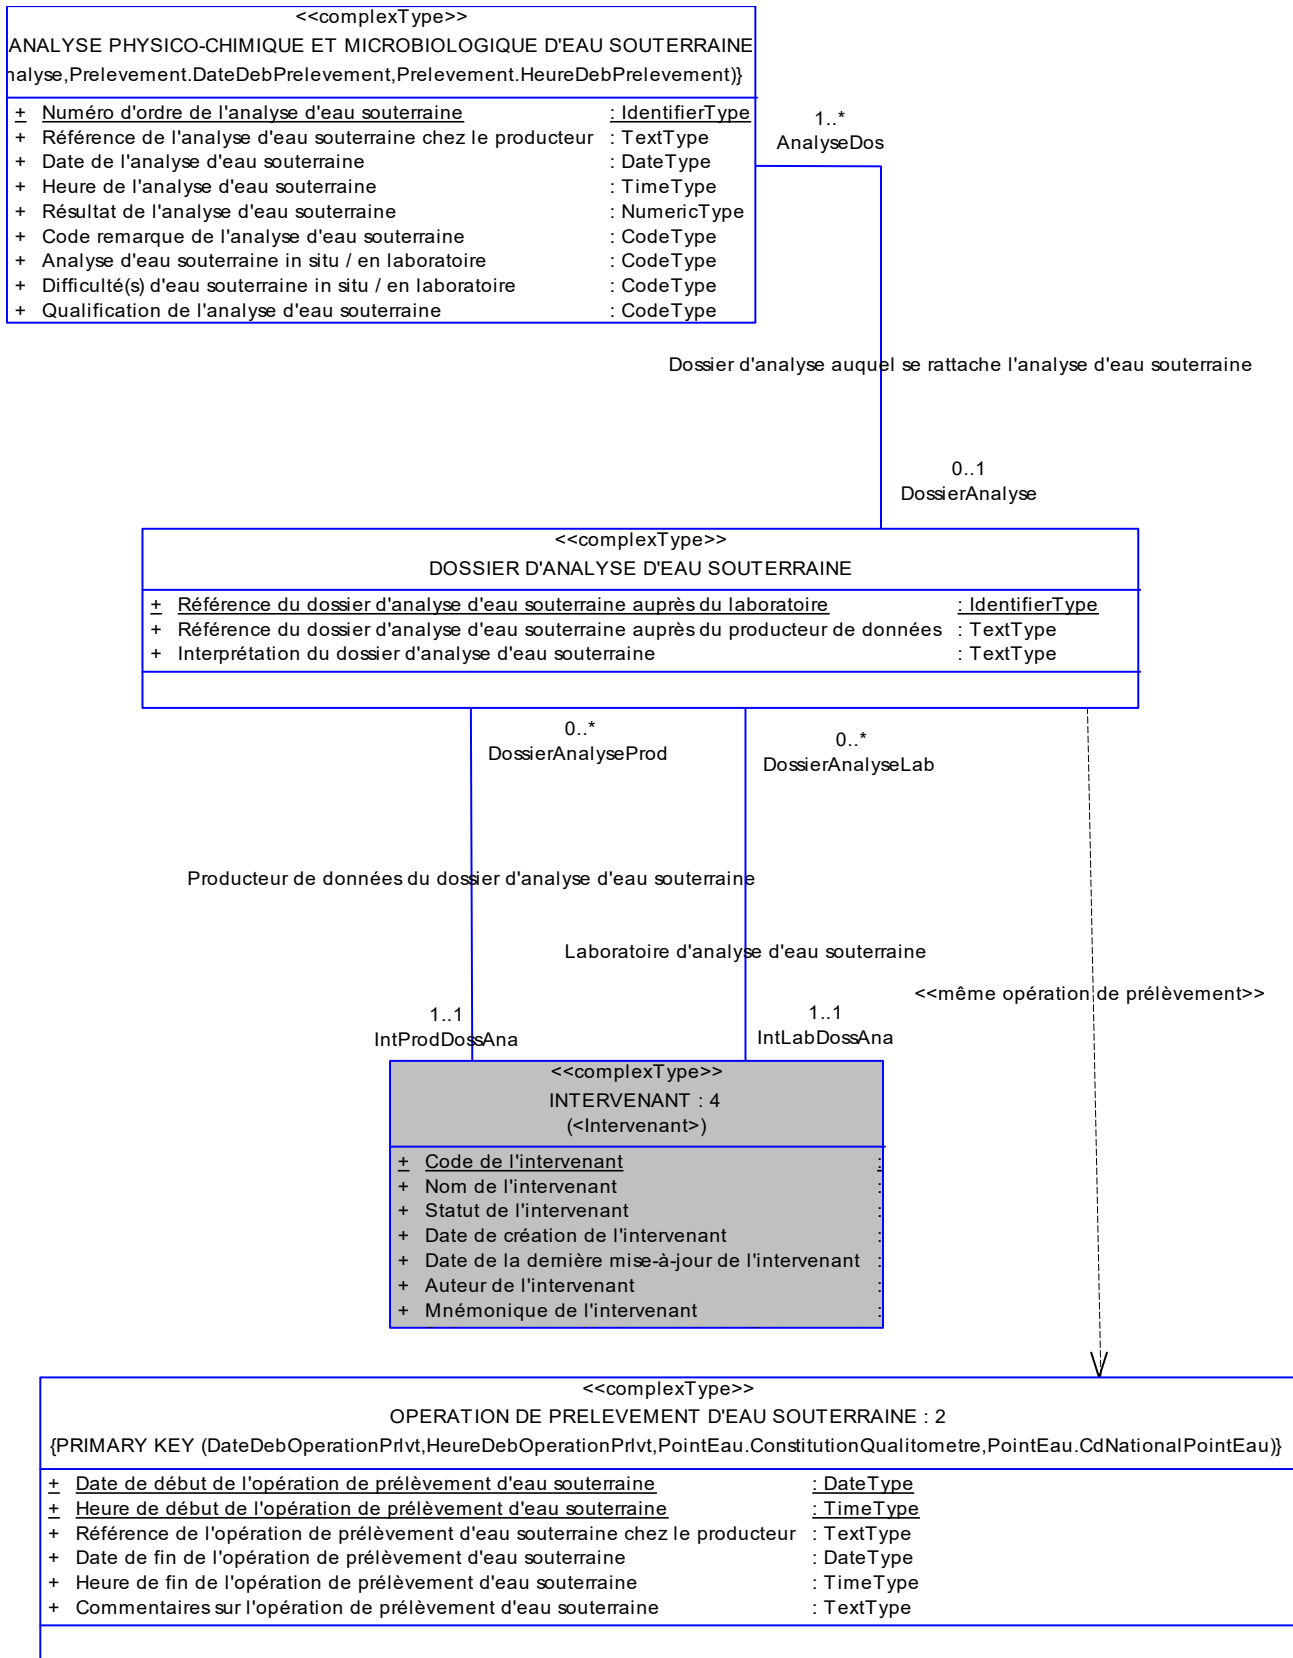 <<complexType>>
ANALYSE PHYSICO-CHIMIQUE ET MICROBIOLOGIQUE D'EAU SOUTERRAINE
nalyse,Prelevement.DateDebPrelevement,Prelevement.HeureDebPrelevement)}
+ Numéro d'ordre de l'analyse d'eau souterraine : IdentifierType
+ Référence de l'analyse d'eau souterraine chez le producteur : TextType
+ Date de l'analyse d'eau souterraine : DateType
+ Heure de l'analyse d'eau souterraine : TimeType
+ Résultat de l'analyse d'eau souterraine : NumericType
+ Code remarque de l'analyse d'eau souterraine : CodeType
+ Analyse d'eau souterraine in situ / en laboratoire : CodeType
+ Difficulté(s) d'eau souterraine in situ / en laboratoire : CodeType
+ Qualification de l'analyse d'eau souterraine : CodeType
1..*
AnalyseDos
Dossier d'analyse auquel se rattache l'analyse d'eau souterraine
0..1
DossierAnalyse
<<complexType>>
DOSSIER D'ANALYSE D'EAU SOUTERRAINE
+ Référence du dossier d'analyse d'eau souterraine auprès du laboratoire : IdentifierType
+ Référence du dossier d'analyse d'eau souterraine auprès du producteur de données : TextType
+ Interprétation du dossier d'analyse d'eau souterraine : TextType
0..*
DossierAnalyseProd
0..*
DossierAnalyseLab
Producteur de données du dossier d'analyse d'eau souterraine
Laboratoire d'analyse d'eau souterraine
<<même opération de prélèvement>>
1..1
IntProdDossAna
1..1
IntLabDossAna
<<complexType>>
INTERVENANT : 4
(<Intervenant>)
+ Code de l'intervenant :
+ Nom de l'intervenant :
+ Statut de l'intervenant :
+ Date de création de l'intervenant :
+ Date de la dernière mise-à-jour de l'intervenant :
+ Auteur de l'intervenant :
+ Mnémonique de l'intervenant :
<<complexType>>
OPERATION DE PRELEVEMENT D'EAU SOUTERRAINE : 2
{PRIMARY KEY (DateDebOperationPrlvt,HeureDebOperationPrlvt,PointEau.ConstitutionQualitometre,PointEau.CdNationalPointEau)}
+ Date de début de l'opération de prélèvement d'eau souterraine : DateType
+ Heure de début de l'opération de prélèvement d'eau souterraine : TimeType
+ Référence de l'opération de prélèvement d'eau souterraine chez le producteur : TextType
+ Date de fin de l'opération de prélèvement d'eau souterraine : DateType
+ Heure de fin de l'opération de prélèvement d'eau souterraine : TimeType
+ Commentaires sur l'opération de prélèvement d'eau souterraine : TextType